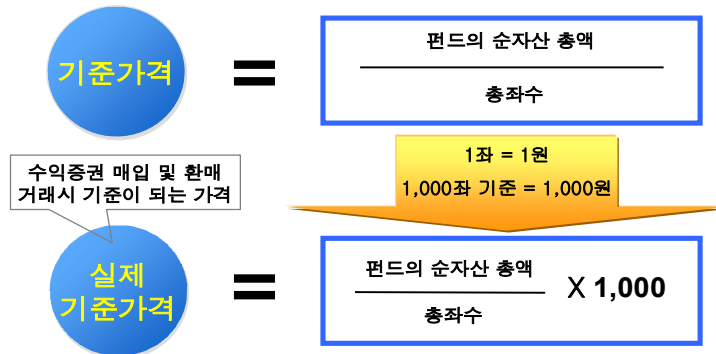 기준가격
=
펀드의 순자산 총액
총좌수
1좌 = 1원
1,000좌 기준 = 1,000원
수익증권 매입 및 환매
거래시 기준이 되는 가격
실제
기준가격
=
펀드의 순자산 총액
총좌수
X 1,000